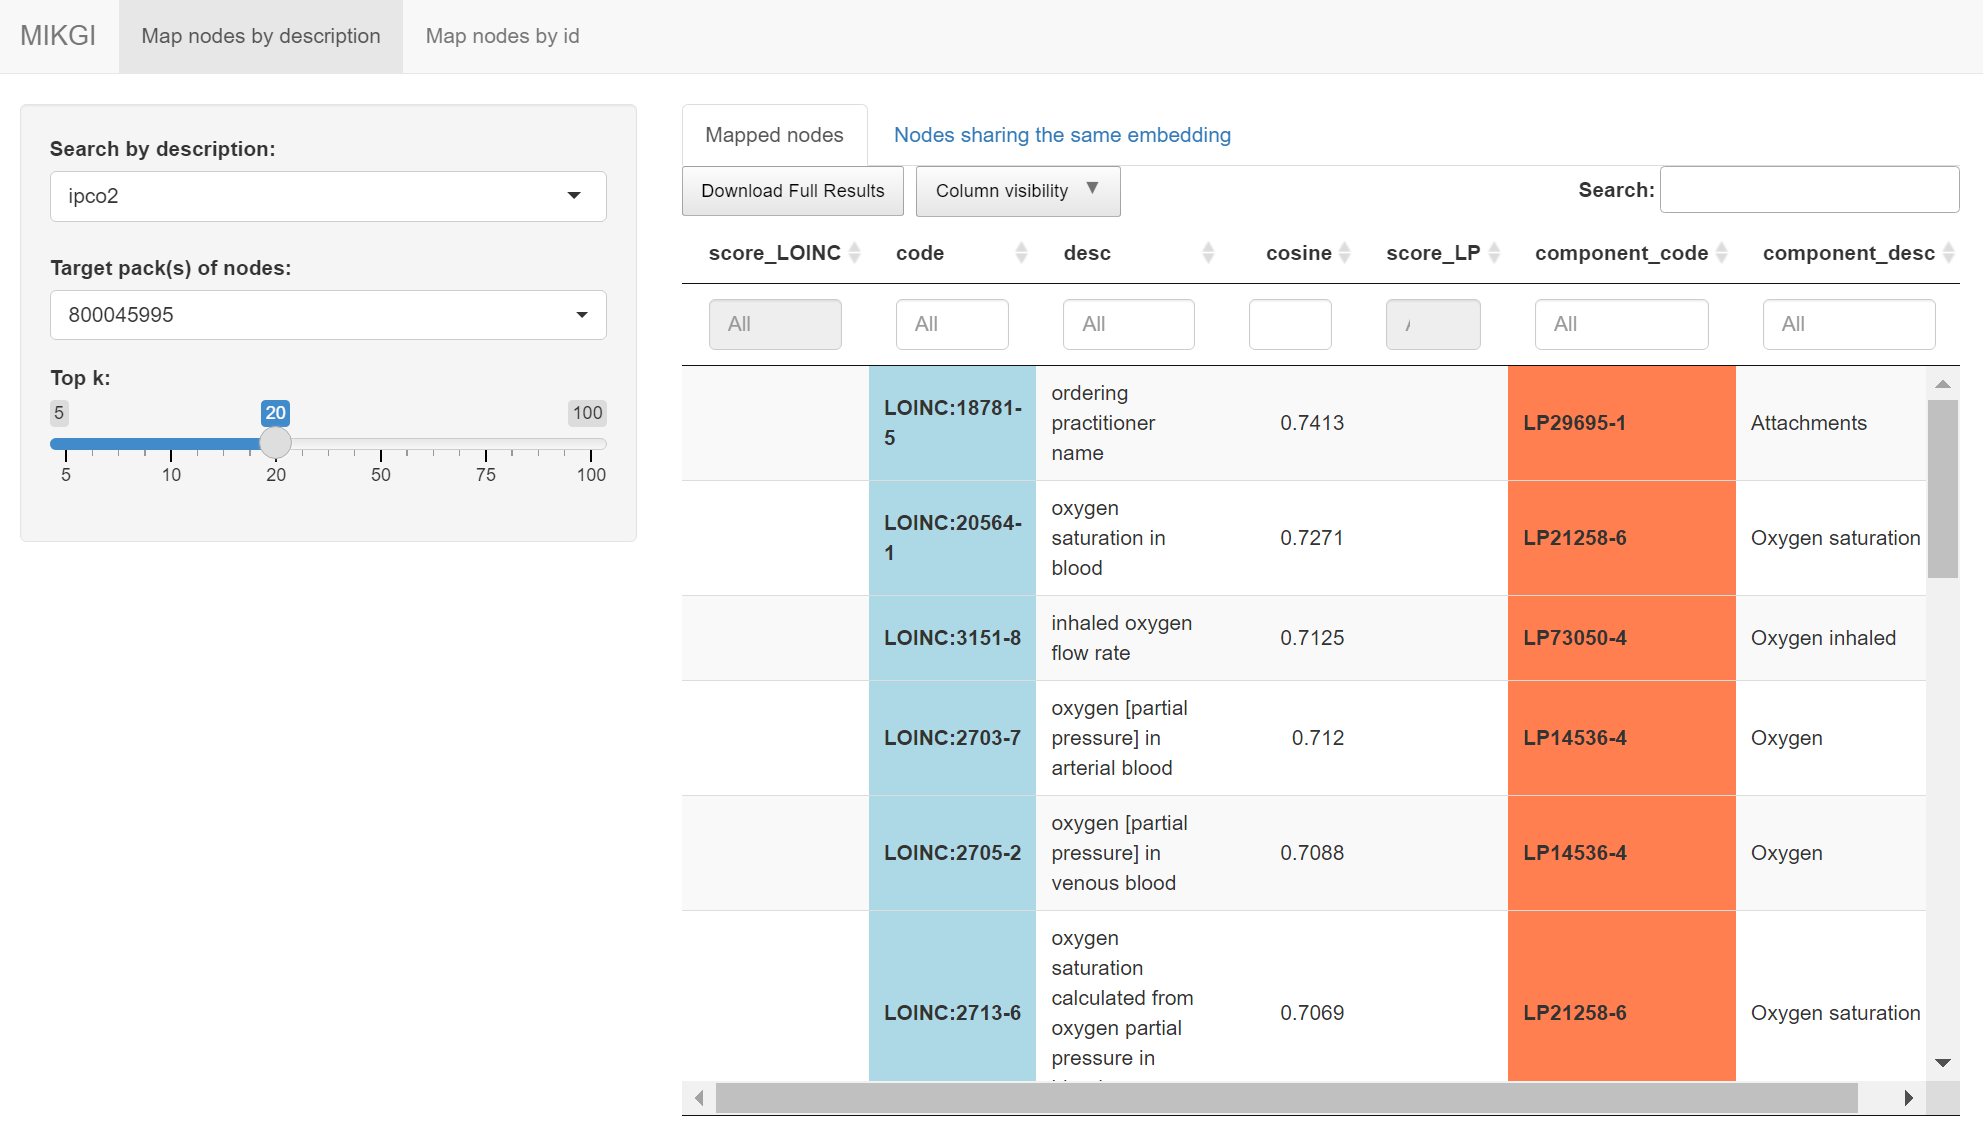 MIKGI
Map nodes by description
Map nodes by id
Search by description:
ipco2
Target pack(s) of nodes:
800045995
Top k:
5
20
100
5
10
20
50
75
100
Mapped nodes
Nodes sharing the same embedding
Download Full Results
Column visibility ▼
Search:
score_LOINC
code
desc
cosine
score_LP
component_code
component_desc
All
All
All
All
All
LOINC:18781-
5
ordering
practitioner
name
0.7413
LP29695-1
Attachments
LOINC:20564-
1
oxygen
saturation in
blood
0.7271
LP21258-6
Oxygen saturation
LOINC:3151-8
inhaled oxygen
flow rate
0.7125
LP73050-4
Oxygen inhaled
LOINC:2703-7
oxygen [partial
pressure] in
arterial blood
0.712
LP14536-4
Oxygen
LOINC:2705-2
oxygen [partial
pressure] in
venous blood
0.7088
LP14536-4
Oxygen
LOINC:2713-6
oxygen
saturation
calculated from
oxygen partial
pressure in
0.7069
LP21258-6
Oxygen saturation